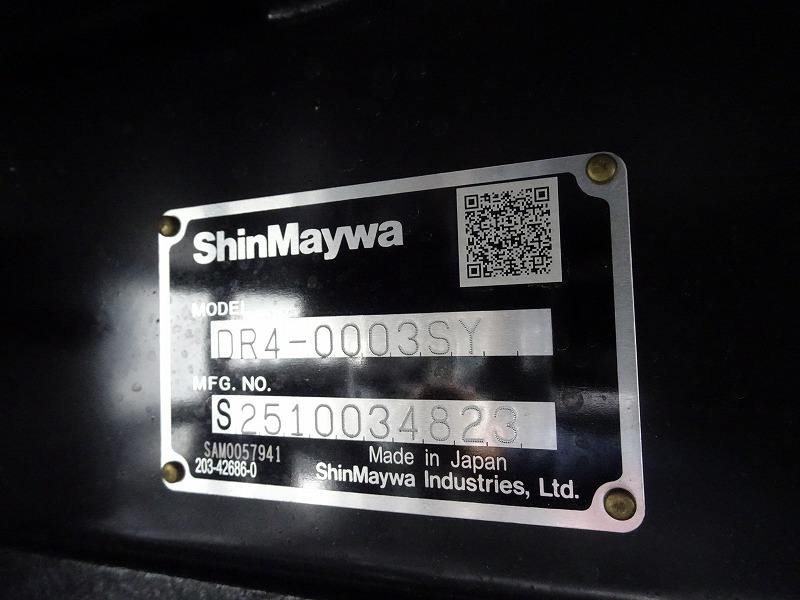 ShinMaywa
MODEL
DR4-0003SY
MFG. NO.
S2510034823
SAM0057941
203-42686-0
Made in Japan
ShinMaywa Industries, Ltd.